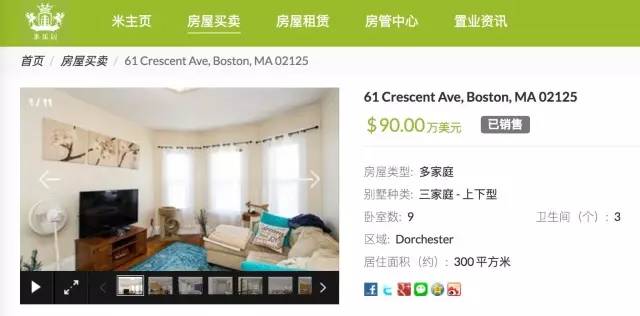 米乐居
米主页 房屋买卖 房屋租赁 房管中心 置业资讯
首页 / 房屋买卖 / 61 Crescent Ave, Boston, MA 02125
1/11
61 Crescent Ave, Boston, MA 02125
$90.00万美元 已销售
房屋类型: 多家庭
别墅种类: 三家庭 - 上下型
卧室数: 9 卫生间（个）: 3
区域: Dorchester
居住面积（约）: 300 平方米